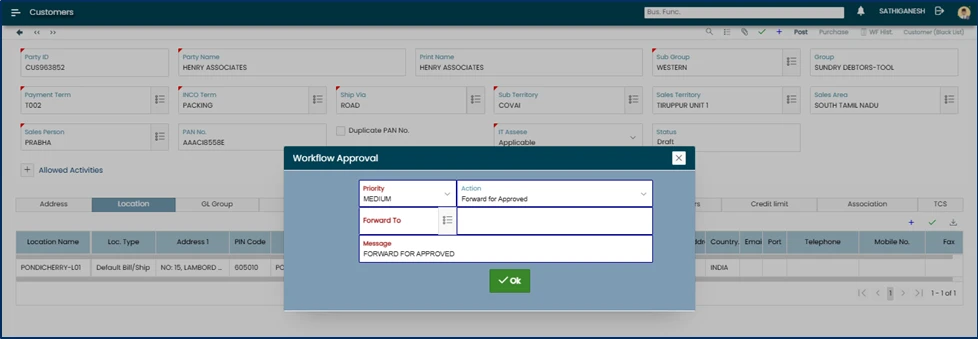 Customers
Bus. Func.
SATHIGANESH
Post
Purchase
WF Hist.
Customer (Black List)
Party ID
CUS963852
Party Name
HENRY ASSOCIATES
Print Name
HENRY ASSOCIATES
Sub Group
WESTERN
Group
SUNDRY DEBTORS-TOOL
Payment Term
T002
INCO Term
PACKING
Ship Via
ROAD
Sub Territory
COVAI
Sales Territory
TIRUPPUR UNIT 1
Sales Area
SOUTH TAMIL NADU
Sales Person
PRABHA
PAN No.
AAACI8558E
Duplicate PAN No.
IT Assese
Applicable
Status
Draft
Allowed Activities
Workflow Approval
Priority
MEDIUM
Action
Forward for Approved
Forward To
Message
FORWARD FOR APPROVED
Ok
Address
Location
GL Group
Credit limit
Association
TCS
Location Name
Loc. Type
Address 1
PIN Code
Country
Emai
Port
Telephone
Mobile No.
Fax
PONDICHERRY-L01
Default Bill/Ship
NO: 15, LAMBORD ...
605010
INDIA
1
1 - 1 of 1